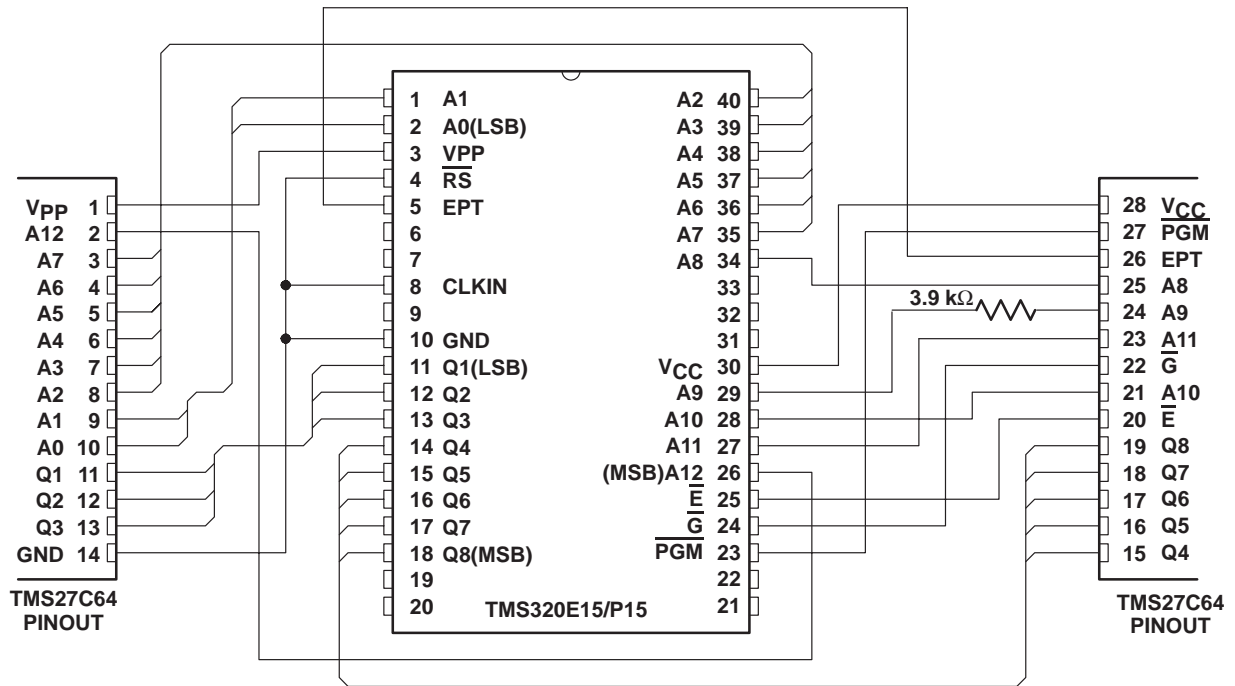 VPP 1
A12 2
A7 3
A6 4
A5 5
A4 6
A3 7
A2 8
A1 9
A0 10
Q1 11
Q2 12
Q3 13
GND 14
TMS27C64
PINOUT
1 A1
2 A0(LSB)
3 VPP
4 R̅S̅
5 EPT
6
7
8 CLKIN
9
10 GND
11 Q1(LSB)
12 Q2
13 Q3
14 Q4
15 Q5
16 Q6
17 Q7
18 Q8(MSB)
19
20
A2 40
A3 39
A4 38
A5 37
A6 36
A7 35
A8 34
33
32
31
VCC 30
A9 29
A10 28
A11 27
(MSB)A12 26
E̅ 25
G̅ 24
P̅G̅M̅ 23
22
21
TMS320E15/P15
3.9 kΩ
28 VCC
27 P̅G̅M̅
26 EPT
25 A8
24 A9
23 A11
22 G̅
21 A10
20 E̅
19 Q8
18 Q7
17 Q6
16 Q5
15 Q4
TMS27C64
PINOUT